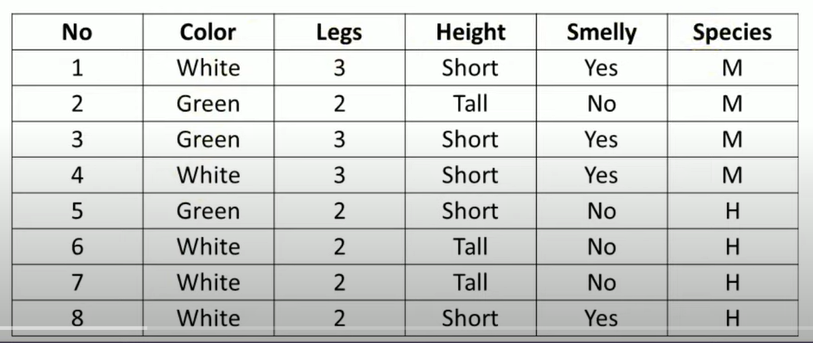 No Color Legs Height Smelly Species
1 White 3 Short Yes M
2 Green 2 Tall No M
3 Green 3 Short Yes M
4 White 3 Short Yes M
5 Green 2 Short No H
6 White 2 Tall No H
7 White 2 Tall No H
8 White 2 Short Yes H